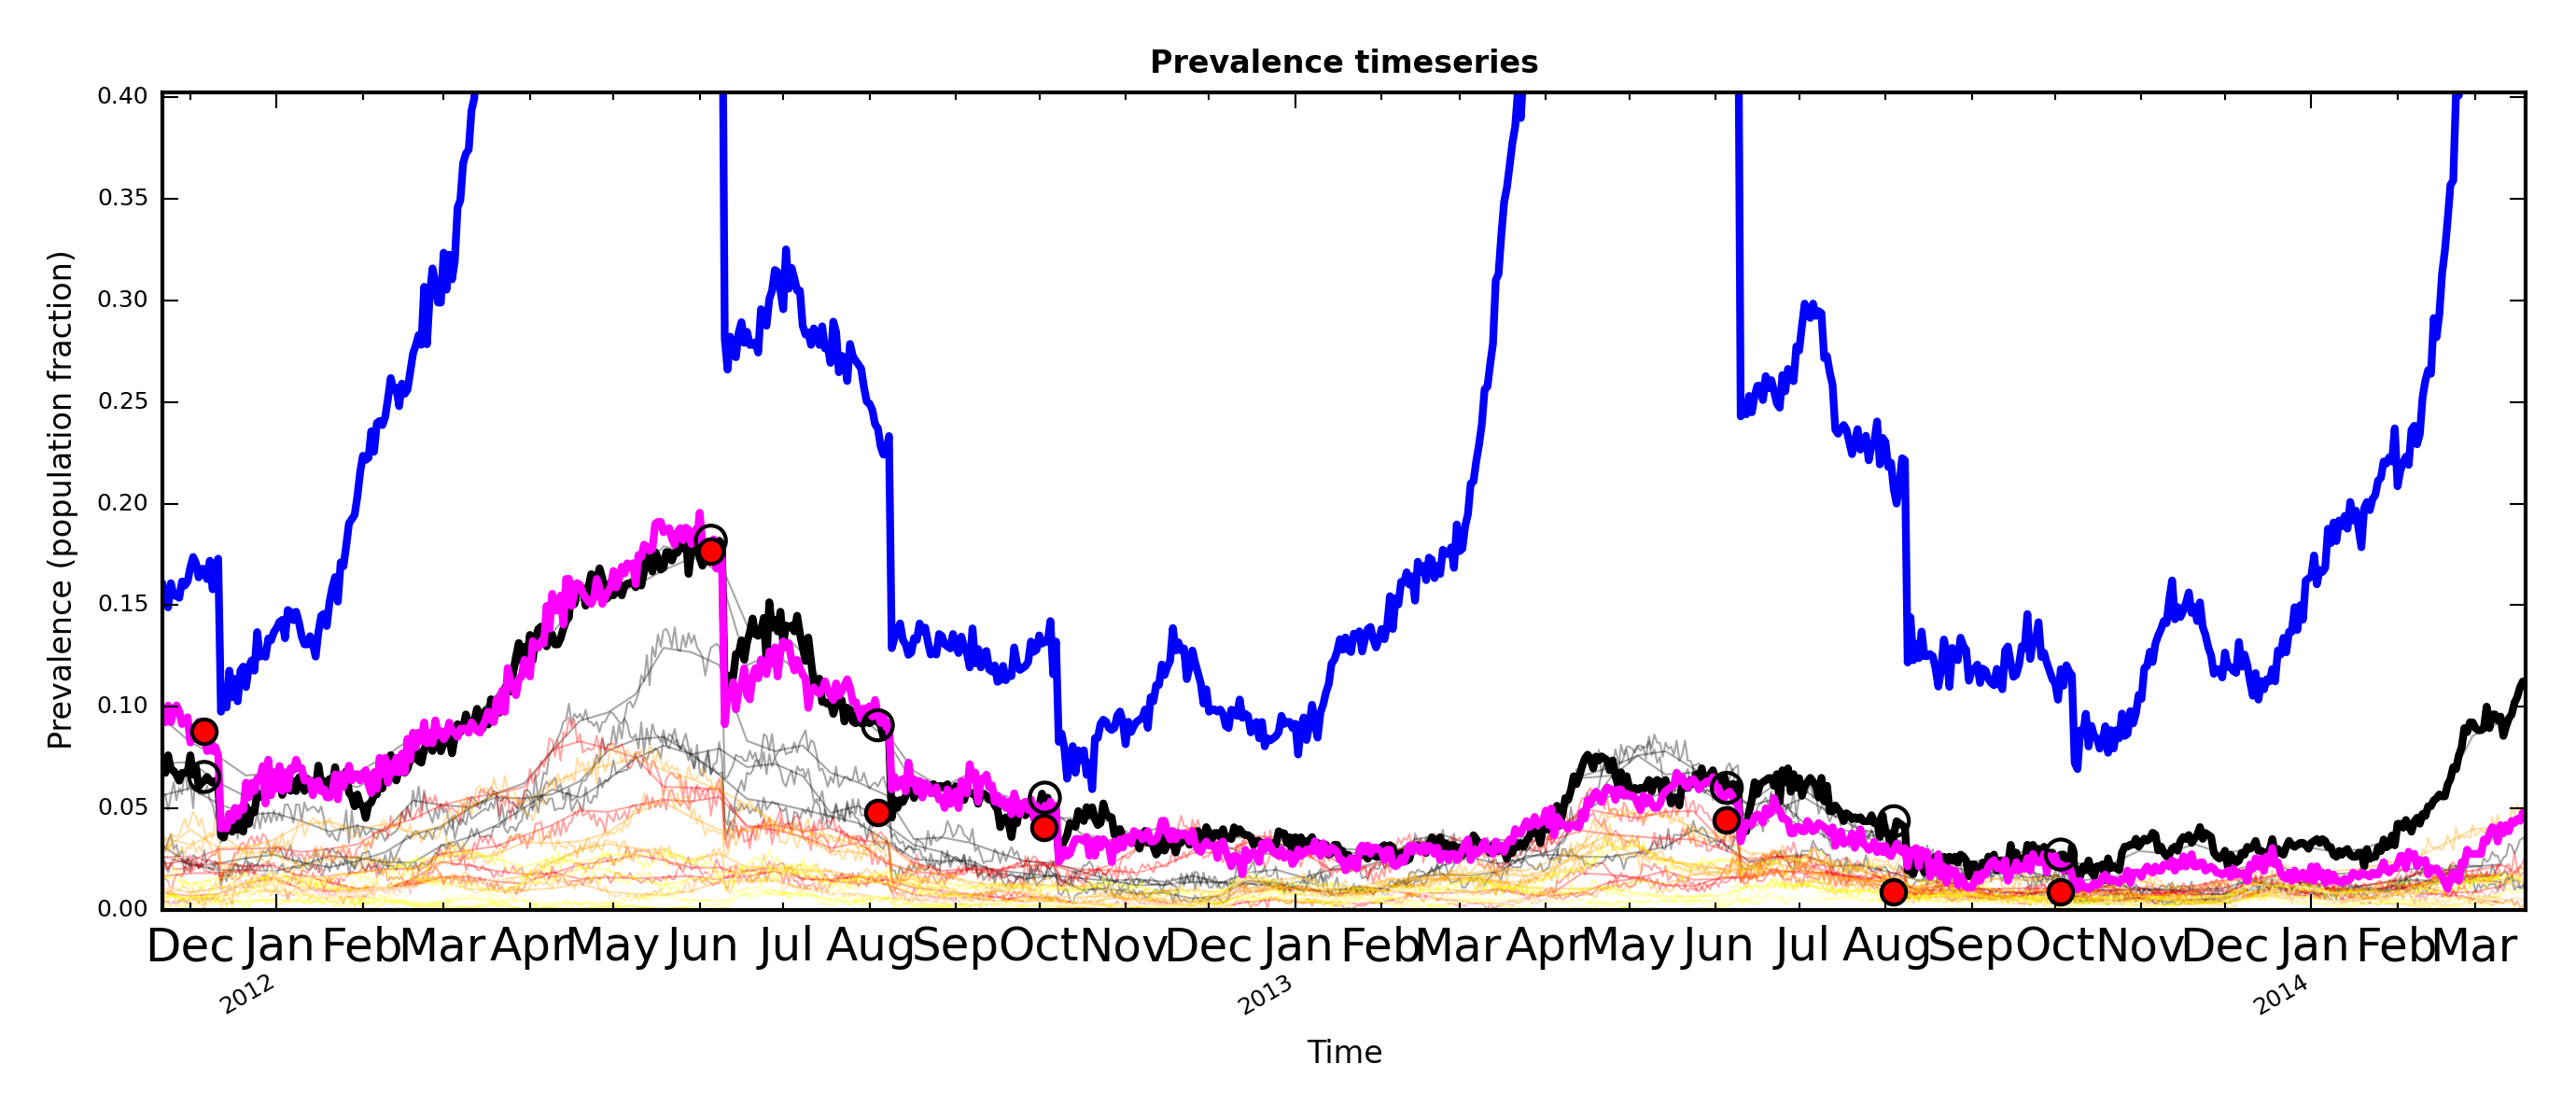 Prevalence timeseries
Prevalence (population fraction)
0.40
0.35
0.30
0.25
0.20
0.15
0.10
0.05
0.00
Dec Jan Feb Mar Apr May Jun Jul Aug Sep Oct Nov Dec Jan Feb Mar Apr May Jun Jul Aug Sep Oct Nov Dec Jan Feb Mar
2012 2013 2014
Time